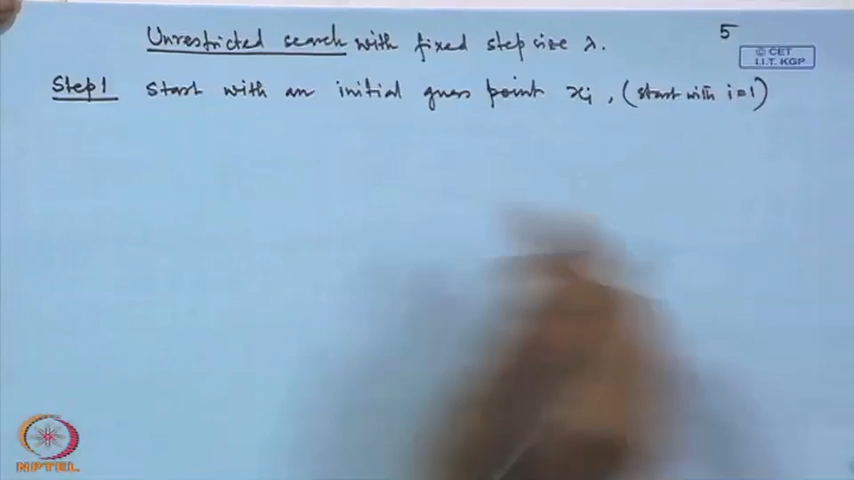 Unrestricted search with fixed step size λ.
5
© CET
I.I.T. KGP
Step 1 Start with an initial guess point xi, (start with i=1)
NPTEL